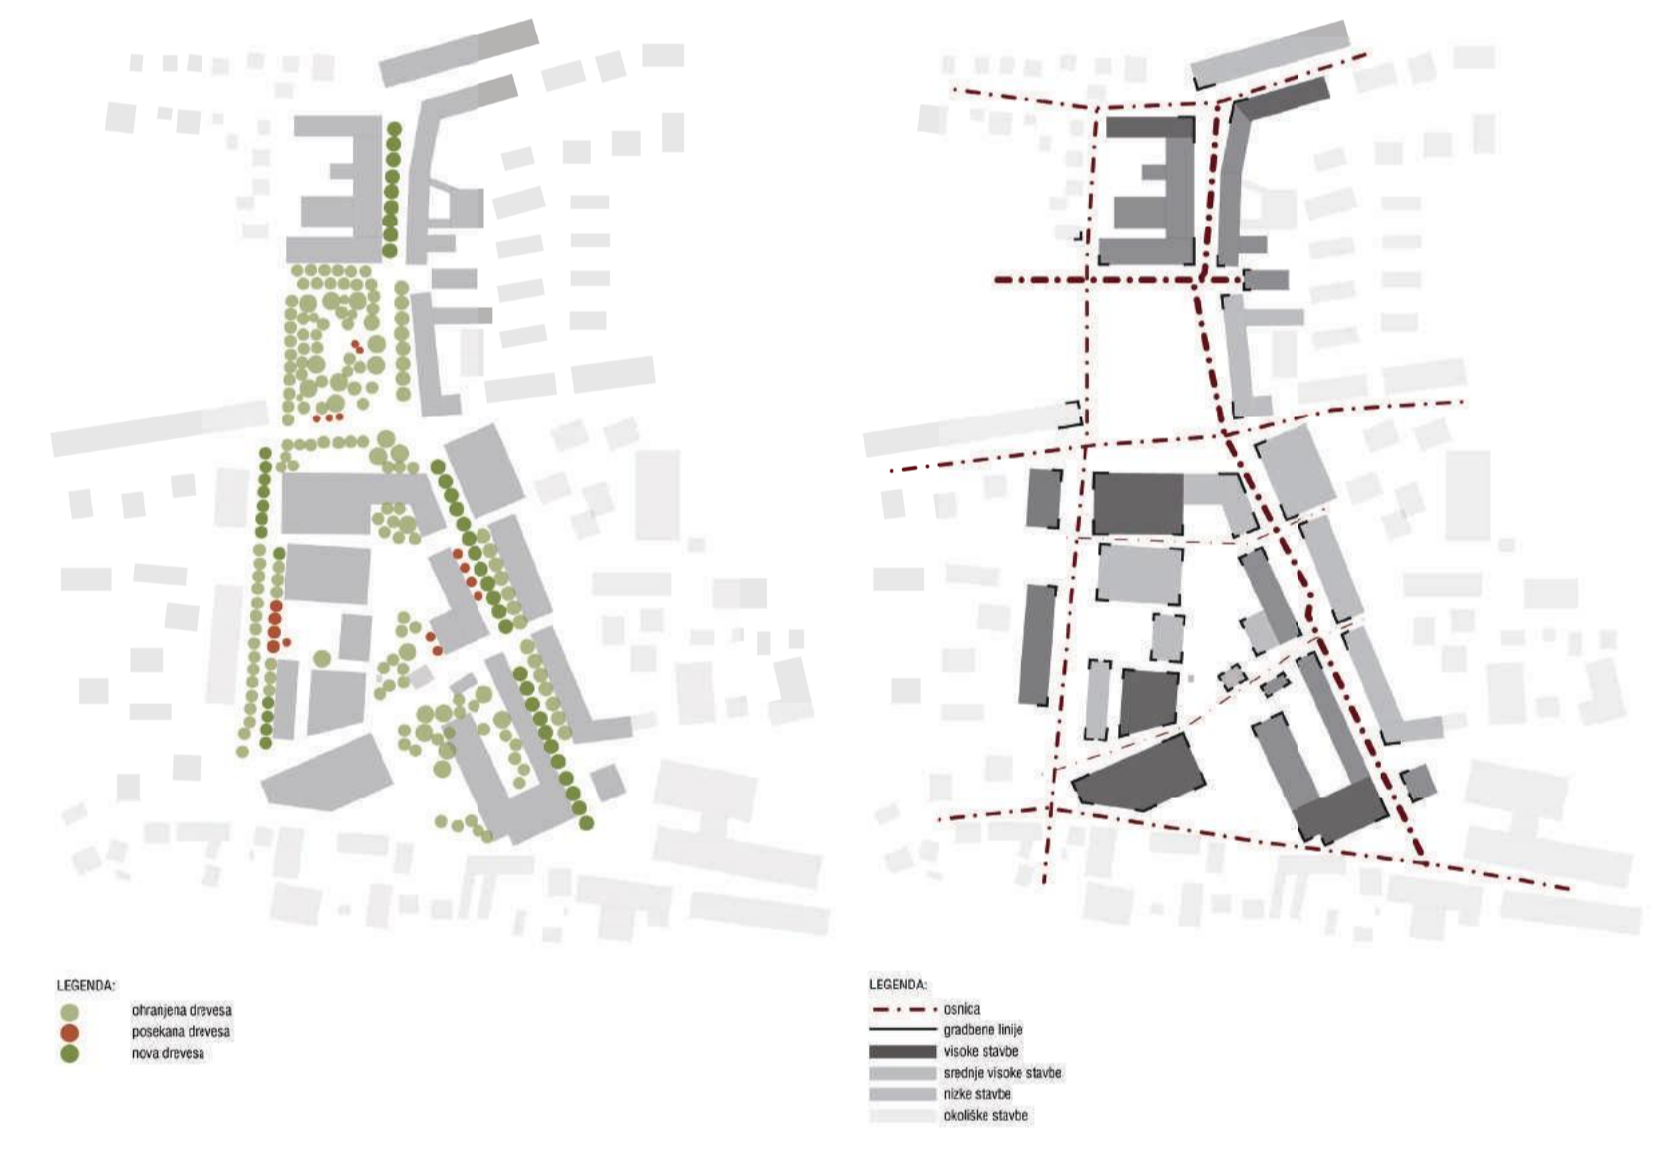 LEGENDA:
ohranjena drevesa
posekana drevesa
nova drevesa
LEGENDA:
osnica
gradbene linije
visoke stavbe
srednje visoke stavbe
nizke stavbe
okoliške stavbe